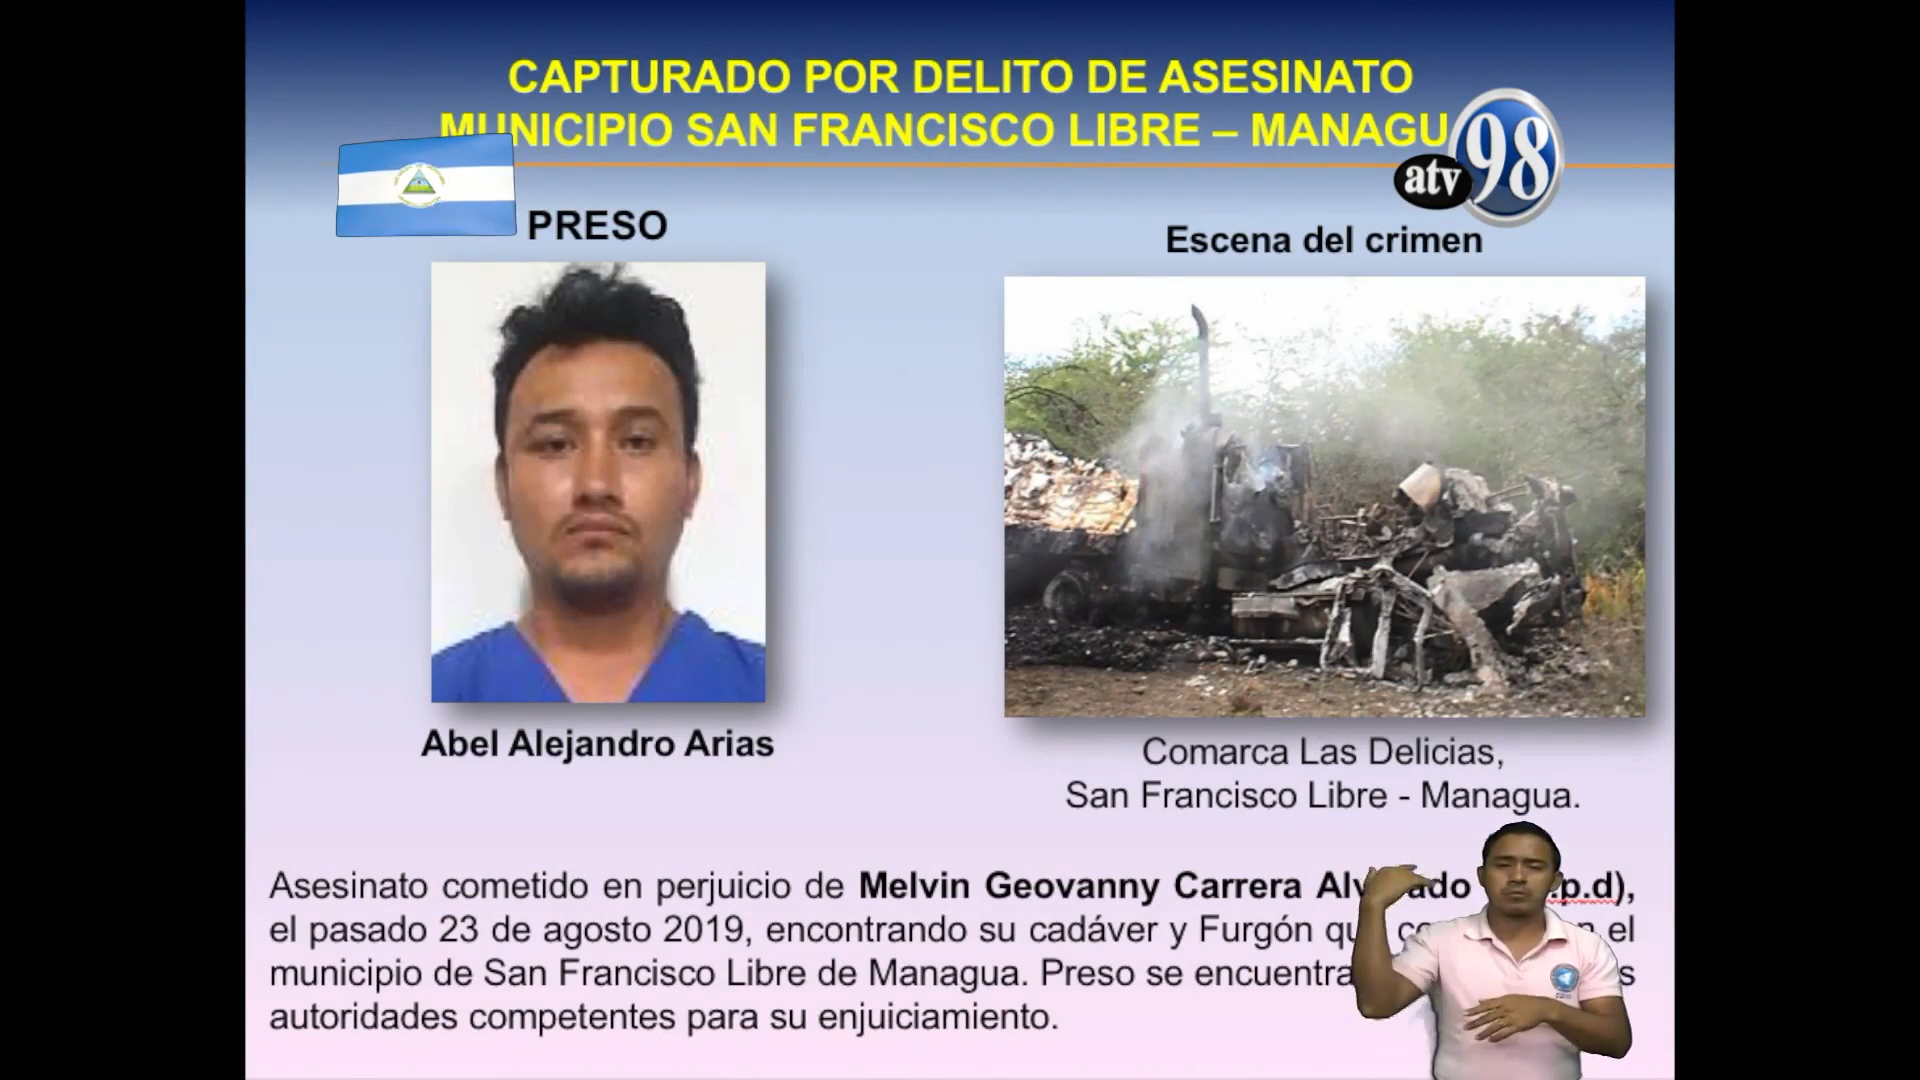 CAPTURADO POR DELITO DE ASESINATO
MUNICIPIO SAN FRANCISCO LIBRE – MANAGU
atv 98
PRESO
Escena del crimen
Abel Alejandro Arias
Comarca Las Delicias,
San Francisco Libre - Managua.
Asesinato cometido en perjuicio de Melvin Geovanny Carrera p.d),
el pasado 23 de agosto 2019, encontrando su cadáver y Furgón el
municipio de San Francisco Libre de Managua. Preso se encuentra
autoridades competentes para su enjuiciamiento.